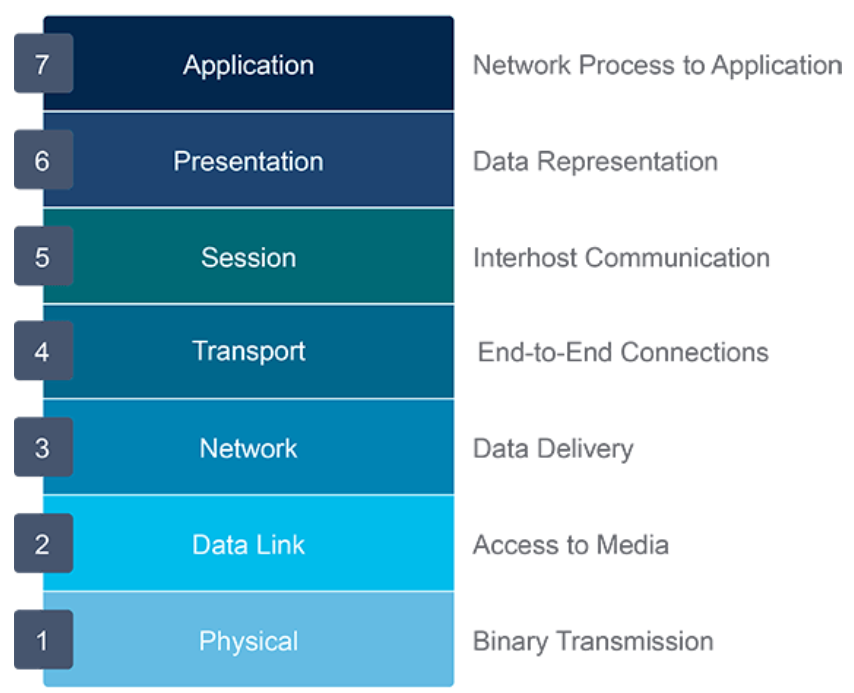 7 Application Network Process to Application
6 Presentation Data Representation
5 Session Interhost Communication
4 Transport End-to-End Connections
3 Network Data Delivery
2 Data Link Access to Media
1 Physical Binary Transmission